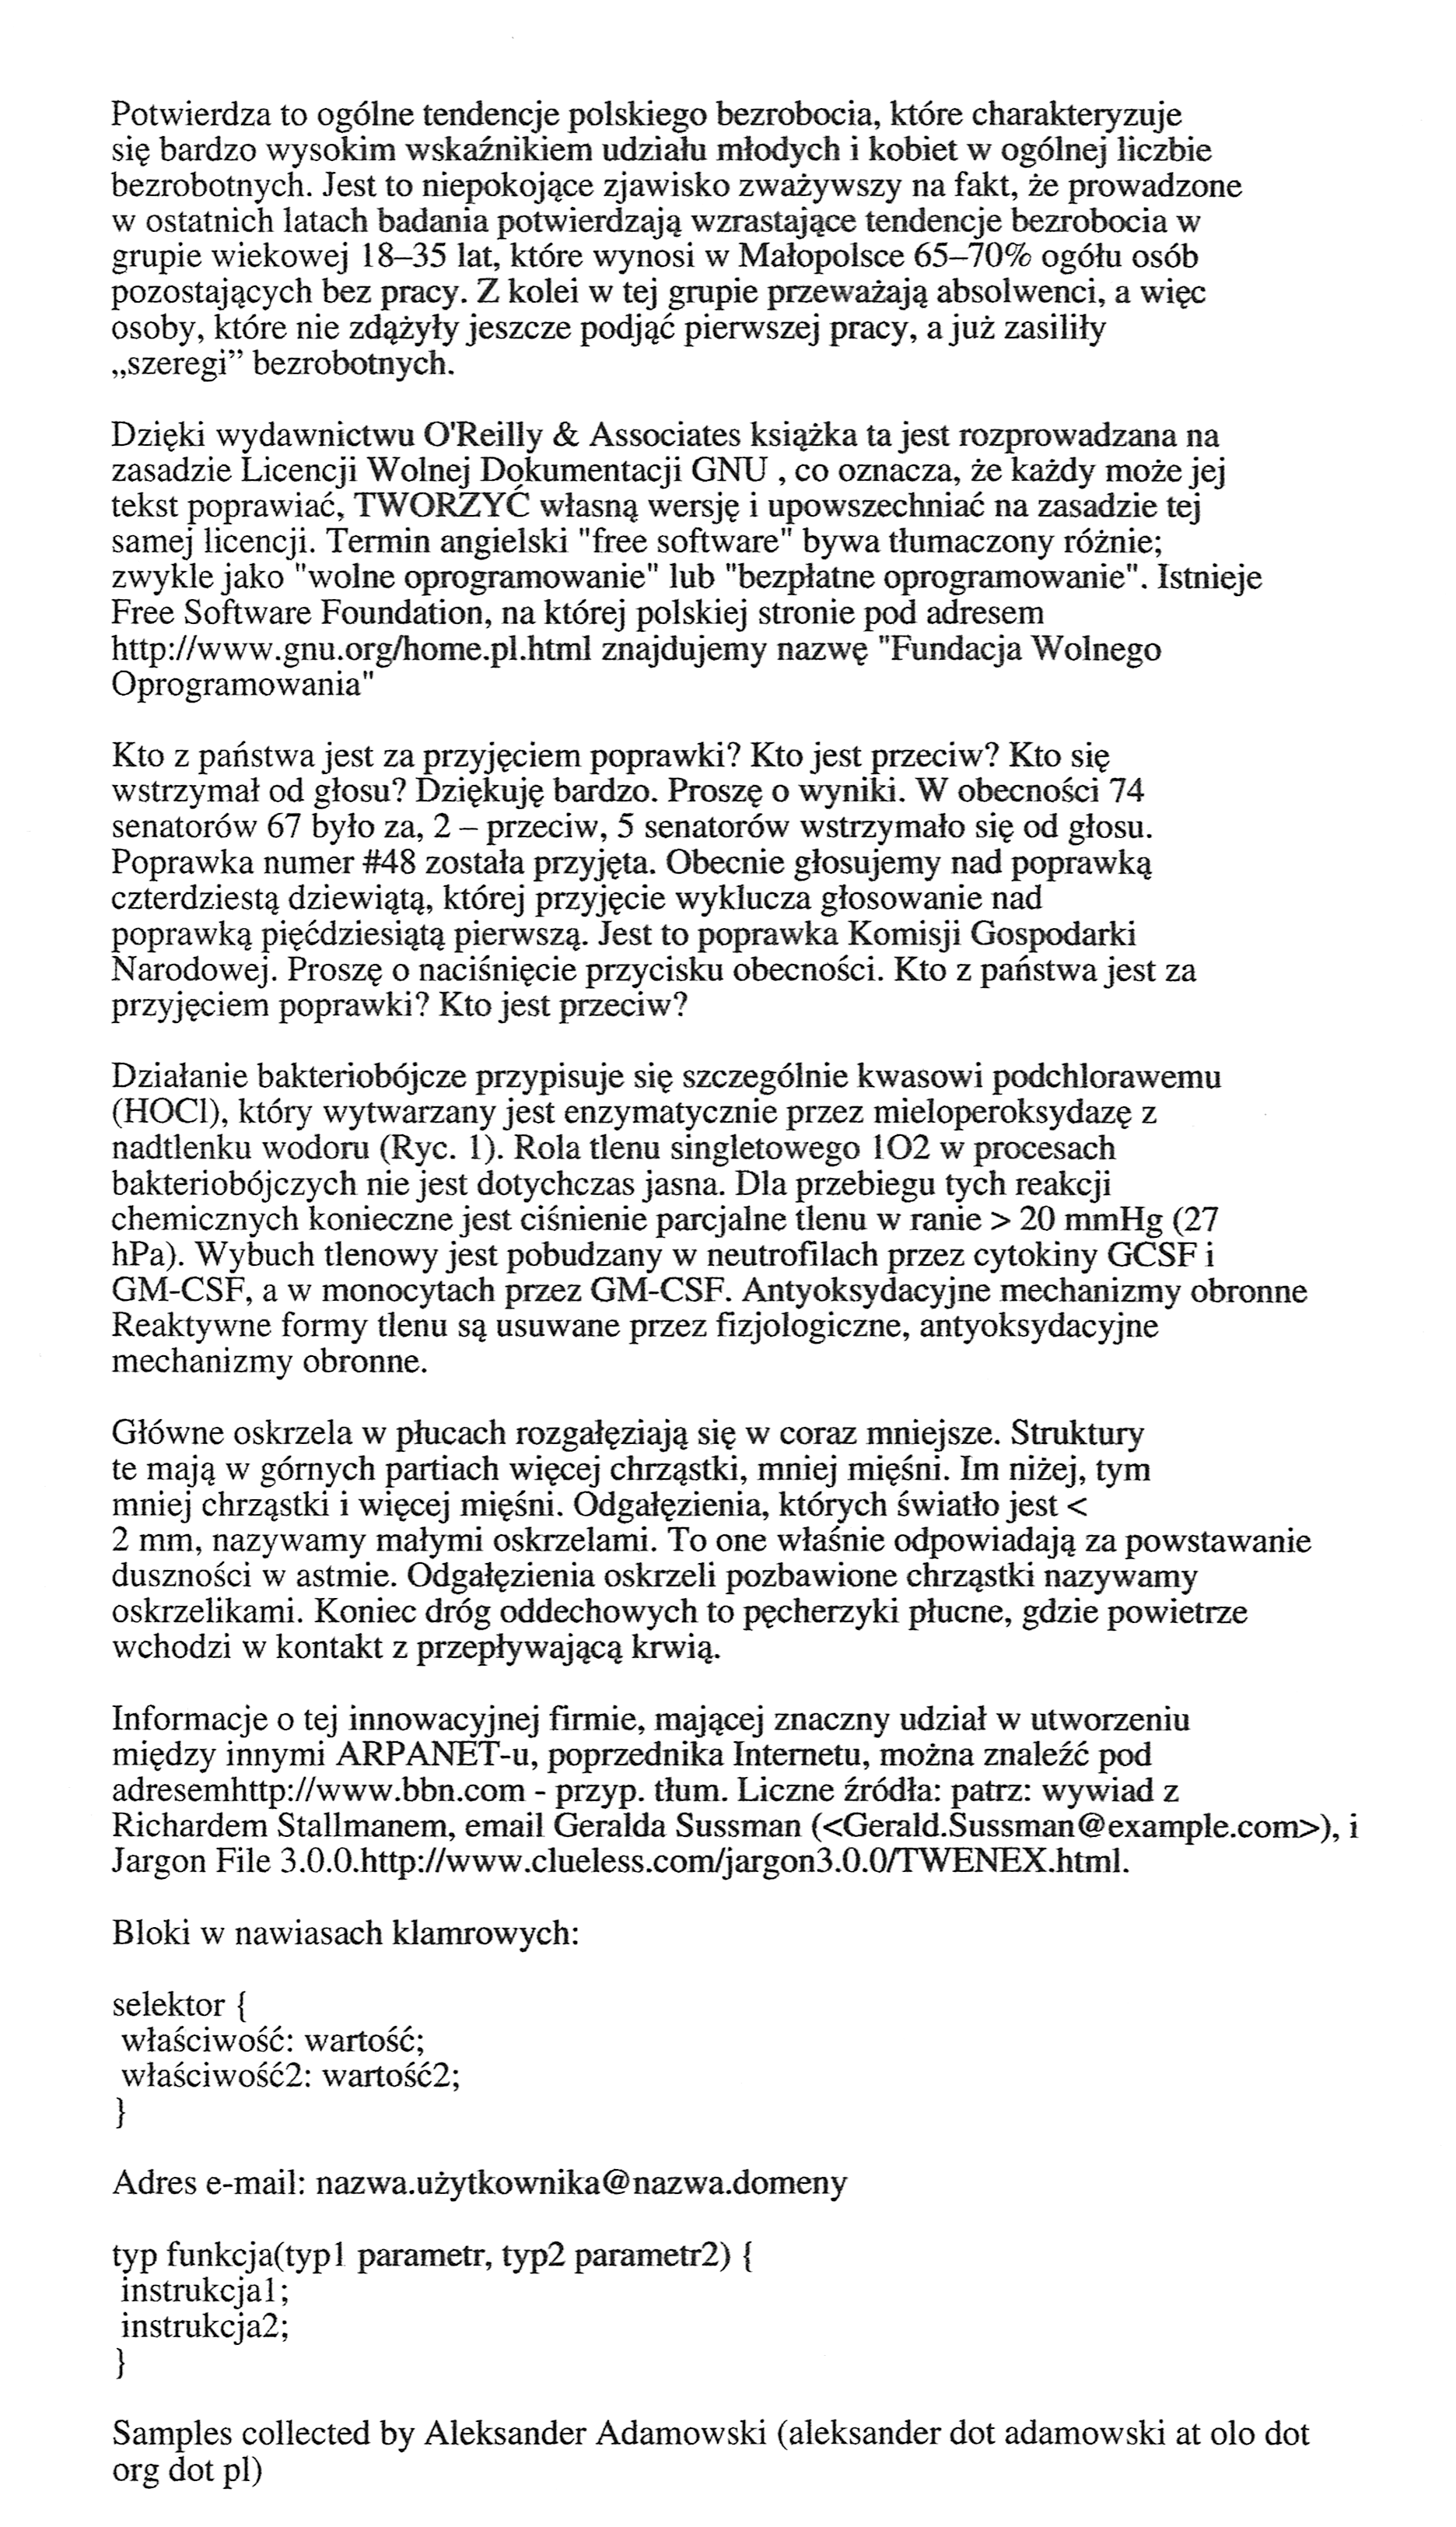 Potwierdza to ogólne tendencje polskiego bezrobocia, które charakteryzuje
się bardzo wysokim wskaźnikiem udziału młodych i kobiet w ogólnej liczbie
bezrobotnych. Jest to niepokojące zjawisko zważywszy na fakt, że prowadzone
w ostatnich latach badania potwierdzają wzrastające tendencje bezrobocia w
grupie wiekowej 18–35 lat, które wynosi w Małopolsce 65–70% ogółu osób
pozostających bez pracy. Z kolei w tej grupie przeważają absolwenci, a więc
osoby, które nie zdążyły jeszcze podjąć pierwszej pracy, a już zasiliły
„szeregi” bezrobotnych.

Dzięki wydawnictwu O'Reilly & Associates książka ta jest rozprowadzana na
zasadzie Licencji Wolnej Dokumentacji GNU , co oznacza, że każdy może jej
tekst poprawiać, TWORZYĆ własną wersję i upowszechniać na zasadzie tej
samej licencji. Termin angielski "free software" bywa tłumaczony różnie;
zwykle jako "wolne oprogramowanie" lub "bezpłatne oprogramowanie". Istnieje
Free Software Foundation, na której polskiej stronie pod adresem
http://www.gnu.org/home.pl.html znajdujemy nazwę "Fundacja Wolnego
Oprogramowania"

Kto z państwa jest za przyjęciem poprawki? Kto jest przeciw? Kto się
wstrzymał od głosu? Dziękuję bardzo. Proszę o wyniki. W obecności 74
senatorów 67 było za, 2 – przeciw, 5 senatorów wstrzymało się od głosu.
Poprawka numer #48 została przyjęta. Obecnie głosujemy nad poprawką
czterdziestą dziewiątą, której przyjęcie wyklucza głosowanie nad
poprawką pięćdziesiątą pierwszą. Jest to poprawka Komisji Gospodarki
Narodowej. Proszę o naciśnięcie przycisku obecności. Kto z państwa jest za
przyjęciem poprawki? Kto jest przeciw?

Działanie bakteriobójcze przypisuje się szczególnie kwasowi podchlorawemu
(HOCl), który wytwarzany jest enzymatycznie przez mieloperoksydazę z
nadtlenku wodoru (Ryc. 1). Rola tlenu singletowego 1O2 w procesach
bakteriobójczych nie jest dotychczas jasna. Dla przebiegu tych reakcji
chemicznych konieczne jest ciśnienie parcjalne tlenu w ranie > 20 mmHg (27
hPa). Wybuch tlenowy jest pobudzany w neutrofilach przez cytokiny GCSF i
GM-CSF, a w monocytach przez GM-CSF. Antyoksydacyjne mechanizmy obronne
Reaktywne formy tlenu są usuwane przez fizjologiczne, antyoksydacyjne
mechanizmy obronne.

Główne oskrzela w płucach rozgałęziają się w coraz mniejsze. Struktury
te mają w górnych partiach więcej chrząstki, mniej mięśni. Im niżej, tym
mniej chrząstki i więcej mięśni. Odgałęzienia, których światło jest <
2 mm, nazywamy małymi oskrzelami. To one właśnie odpowiadają za powstawanie
duszności w astmie. Odgałęzienia oskrzeli pozbawione chrząstki nazywamy
oskrzelikami. Koniec dróg oddechowych to pęcherzyki płucne, gdzie powietrze
wchodzi w kontakt z przepływającą krwią.

Informacje o tej innowacyjnej firmie, mającej znaczny udział w utworzeniu
między innymi ARPANET-u, poprzednika Internetu, można znaleźć pod
adresemhttp://www.bbn.com - przyp. tłum. Liczne źródła: patrz: wywiad z
Richardem Stallmanem, email Geralda Sussman (<Gerald.Sussman@example.com>), i
Jargon File 3.0.0.http://www.clueless.com/jargon3.0.0/TWENEX.html.

Bloki w nawiasach klamrowych:

selektor {
 właściwość: wartość;
 właściwość2: wartość2;
}

Adres e-mail: nazwa.użytkownika@nazwa.domeny

typ funkcja(typ1 parametr, typ2 parametr2) {
 instrukcja1;
 instrukcja2;
}

Samples collected by Aleksander Adamowski (aleksander dot adamowski at olo dot
org dot pl)